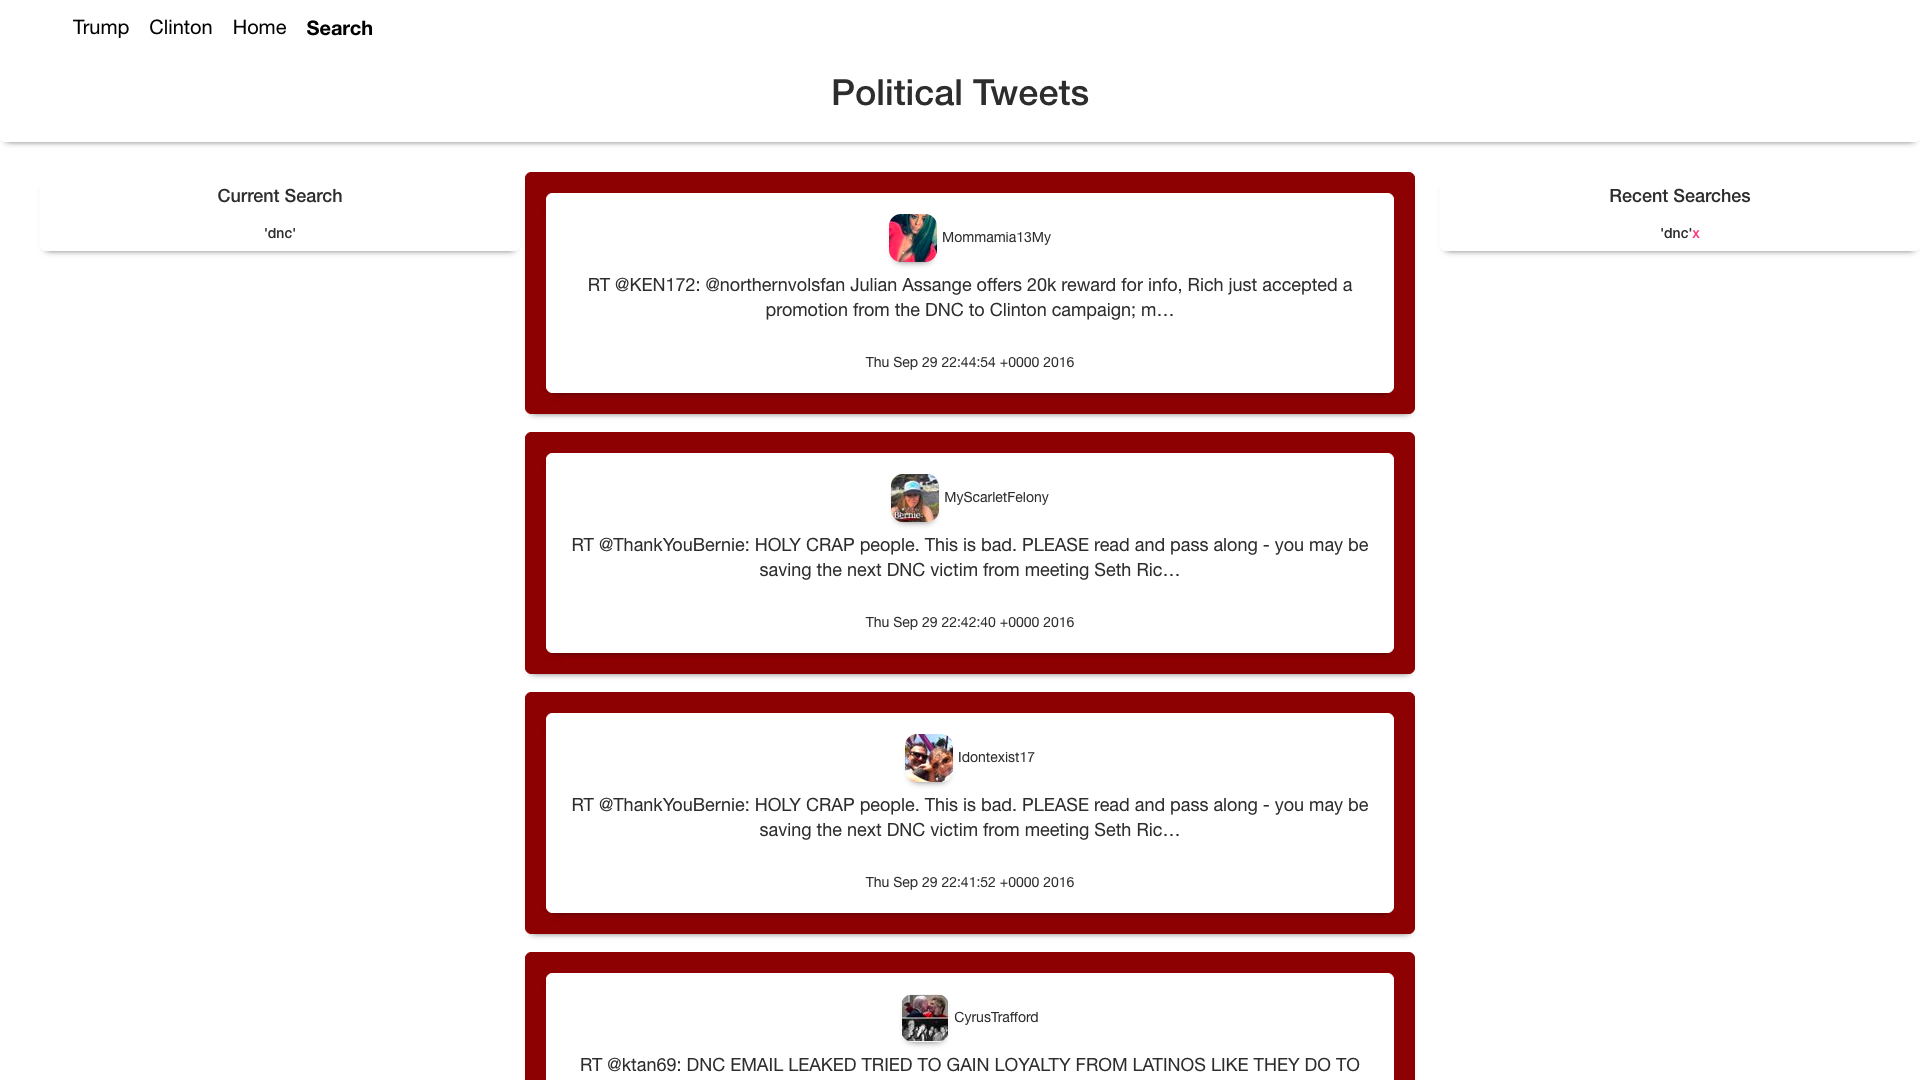 Trump Clinton Home Search
Political Tweets
Current Search
'dnc'
Mommamia13My
RT @KEN172: @northernvolsfan Julian Assange offers 20k reward for info, Rich just accepted a
promotion from the DNC to Clinton campaign; m…
Thu Sep 29 22:44:54 +0000 2016
Bernie
MyScarletFelony
RT @ThankYouBernie: HOLY CRAP people. This is bad. PLEASE read and pass along - you may be
saving the next DNC victim from meeting Seth Ric…
Thu Sep 29 22:42:40 +0000 2016
Idontexist17
RT @ThankYouBernie: HOLY CRAP people. This is bad. PLEASE read and pass along - you may be
saving the next DNC victim from meeting Seth Ric…
Thu Sep 29 22:41:52 +0000 2016
CyrusTrafford
RT @ktan69: DNC EMAIL LEAKED TRIED TO GAIN LOYALTY FROM LATINOS LIKE THEY DO TO
Recent Searches
'dnc'x